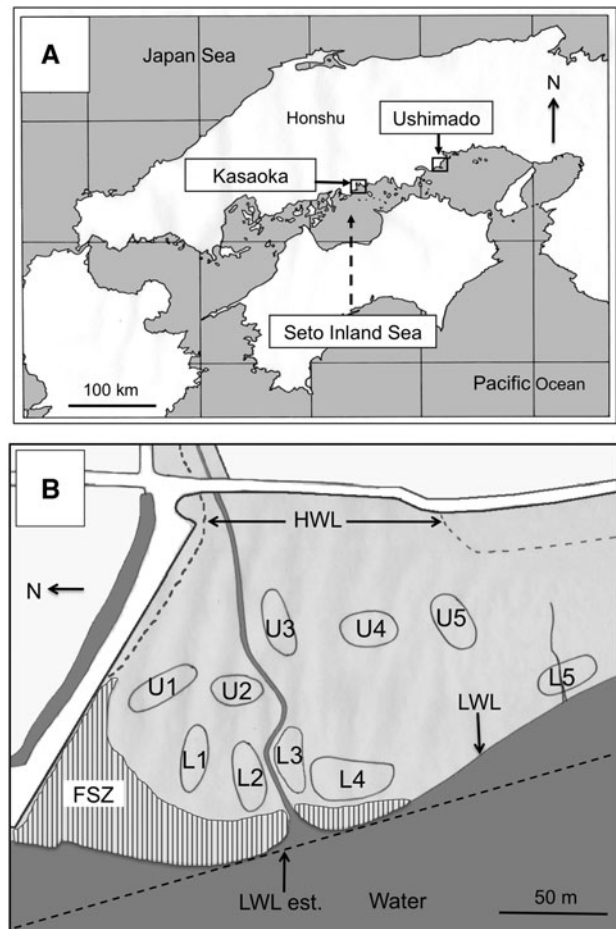 A
Japan Sea
N
Honshu
Ushimado
Kasaoka
Seto Inland Sea
100 km
Pacific Ocean
B
HWL
N
U3
U4
U5
U1
U2
L5
LWL
L1
L2
L3
L4
FSZ
LWL est.
Water
50 m